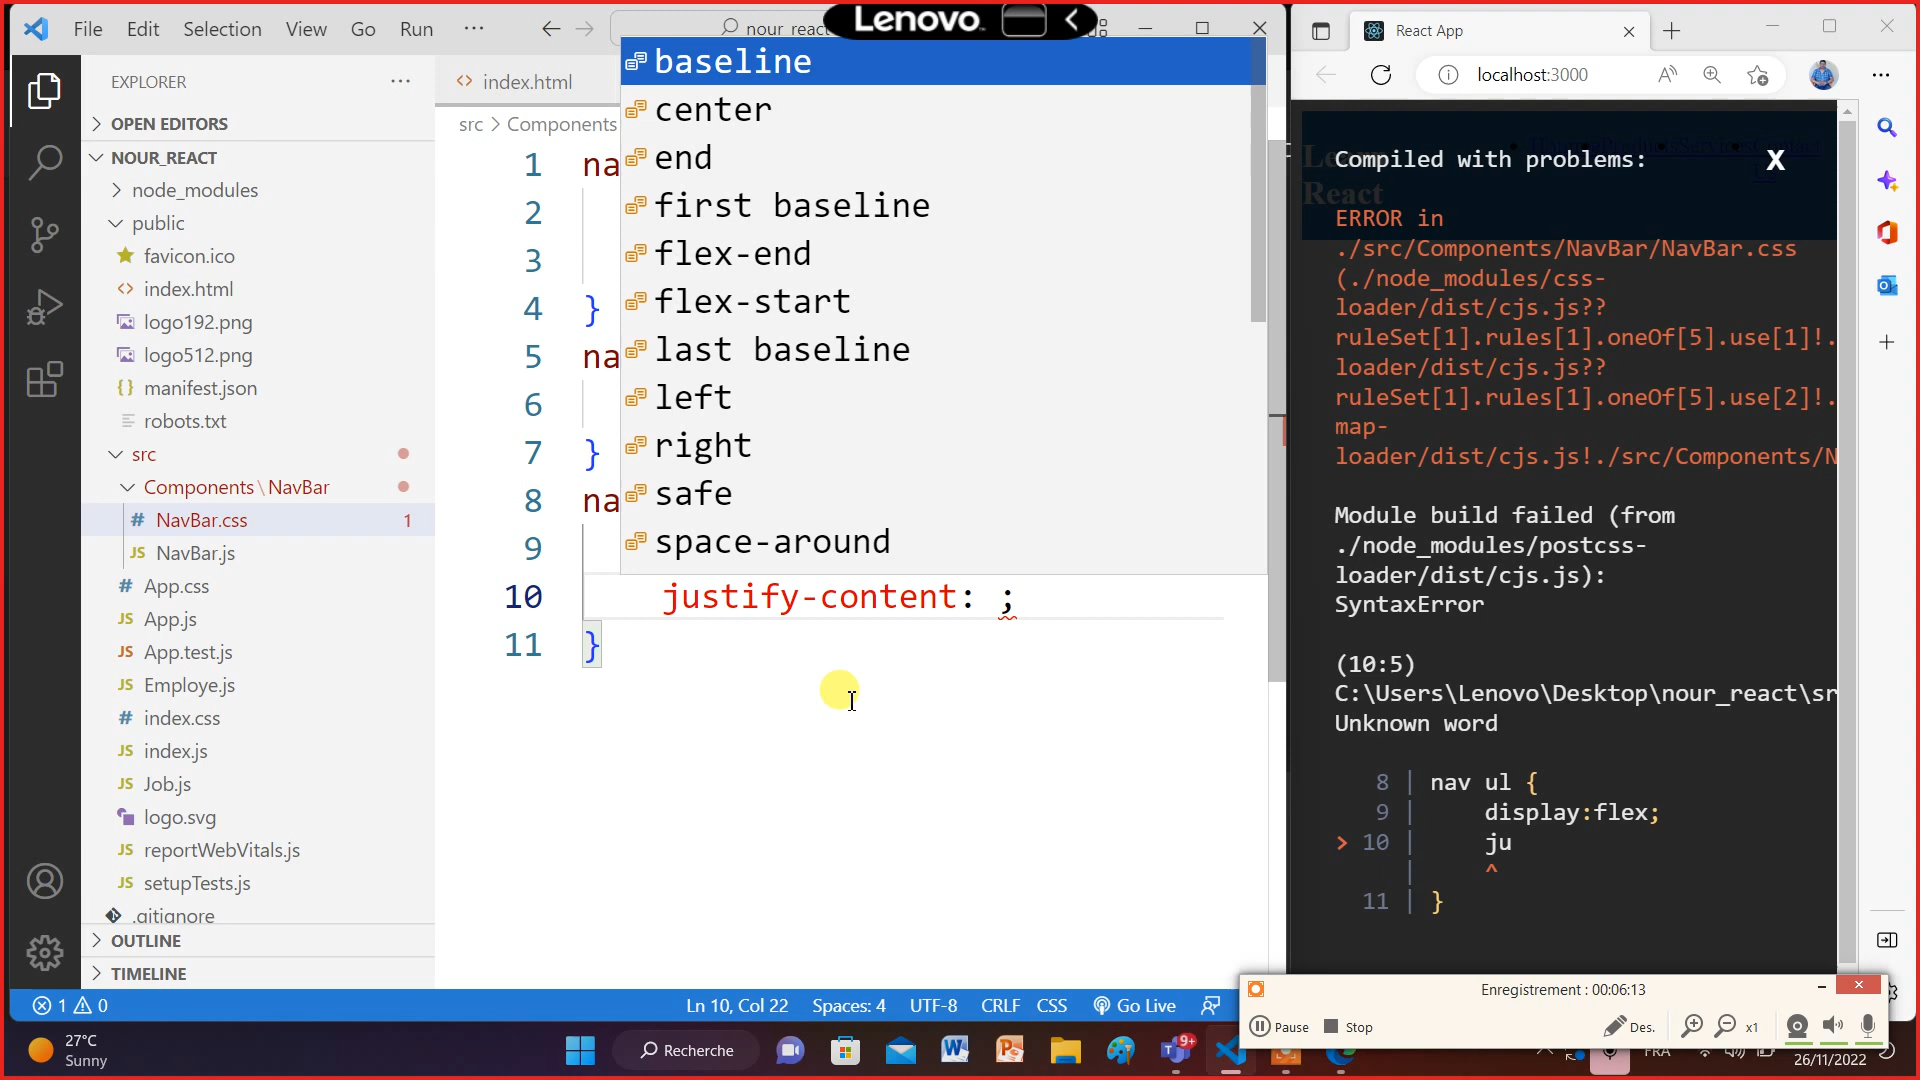 File Edit Selection View Go Run ...
nour_reac
Lenovo
EXPLORER
OPEN EDITORS
NOUR_REACT
node_modules
public
favicon.ico
index.html
logo192.png
logo512.png
manifest.json
robots.txt
src
Components \ NavBar
NavBar.css 1
NavBar.js
App.css
App.js
App.test.js
Employe.js
index.css
index.js
Job.js
logo.svg
reportWebVitals.js
setupTests.js
.gitignore
OUTLINE
TIMELINE
index.html
src > Components
1 na
2
3
4 }
5 na
6
7 }
8 na
9
10 justify-content: ;
11 }
baseline
center
end
first baseline
flex-end
flex-start
last baseline
left
right
safe
space-around
1 0
Ln 10, Col 22 Spaces: 4 UTF-8 CRLF CSS Go Live
React App
localhost:3000
Learn
React
Compiled with problems: X
ERROR in
./src/Components/NavBar/NavBar.css
(./node_modules/css-
loader/dist/cjs.js??
ruleSet[1].rules[1].oneOf[5].use[1]!.
loader/dist/cjs.js??
ruleSet[1].rules[1].oneOf[5].use[2]!.
map-
loader/dist/cjs.js!./src/Components/N
Module build failed (from
./node_modules/postcss-
loader/dist/cjs.js):
SyntaxError
(10:5)
C:\Users\Lenovo\Desktop\nour_react\sr
Unknown word
8 | nav ul {
9 | display:flex;
> 10 | ju
| ^
11 | }
Enregistrement : 00:06:13
Pause Stop Des. x1
27°C
Sunny
Recherche
9+
FRA
26/11/2022